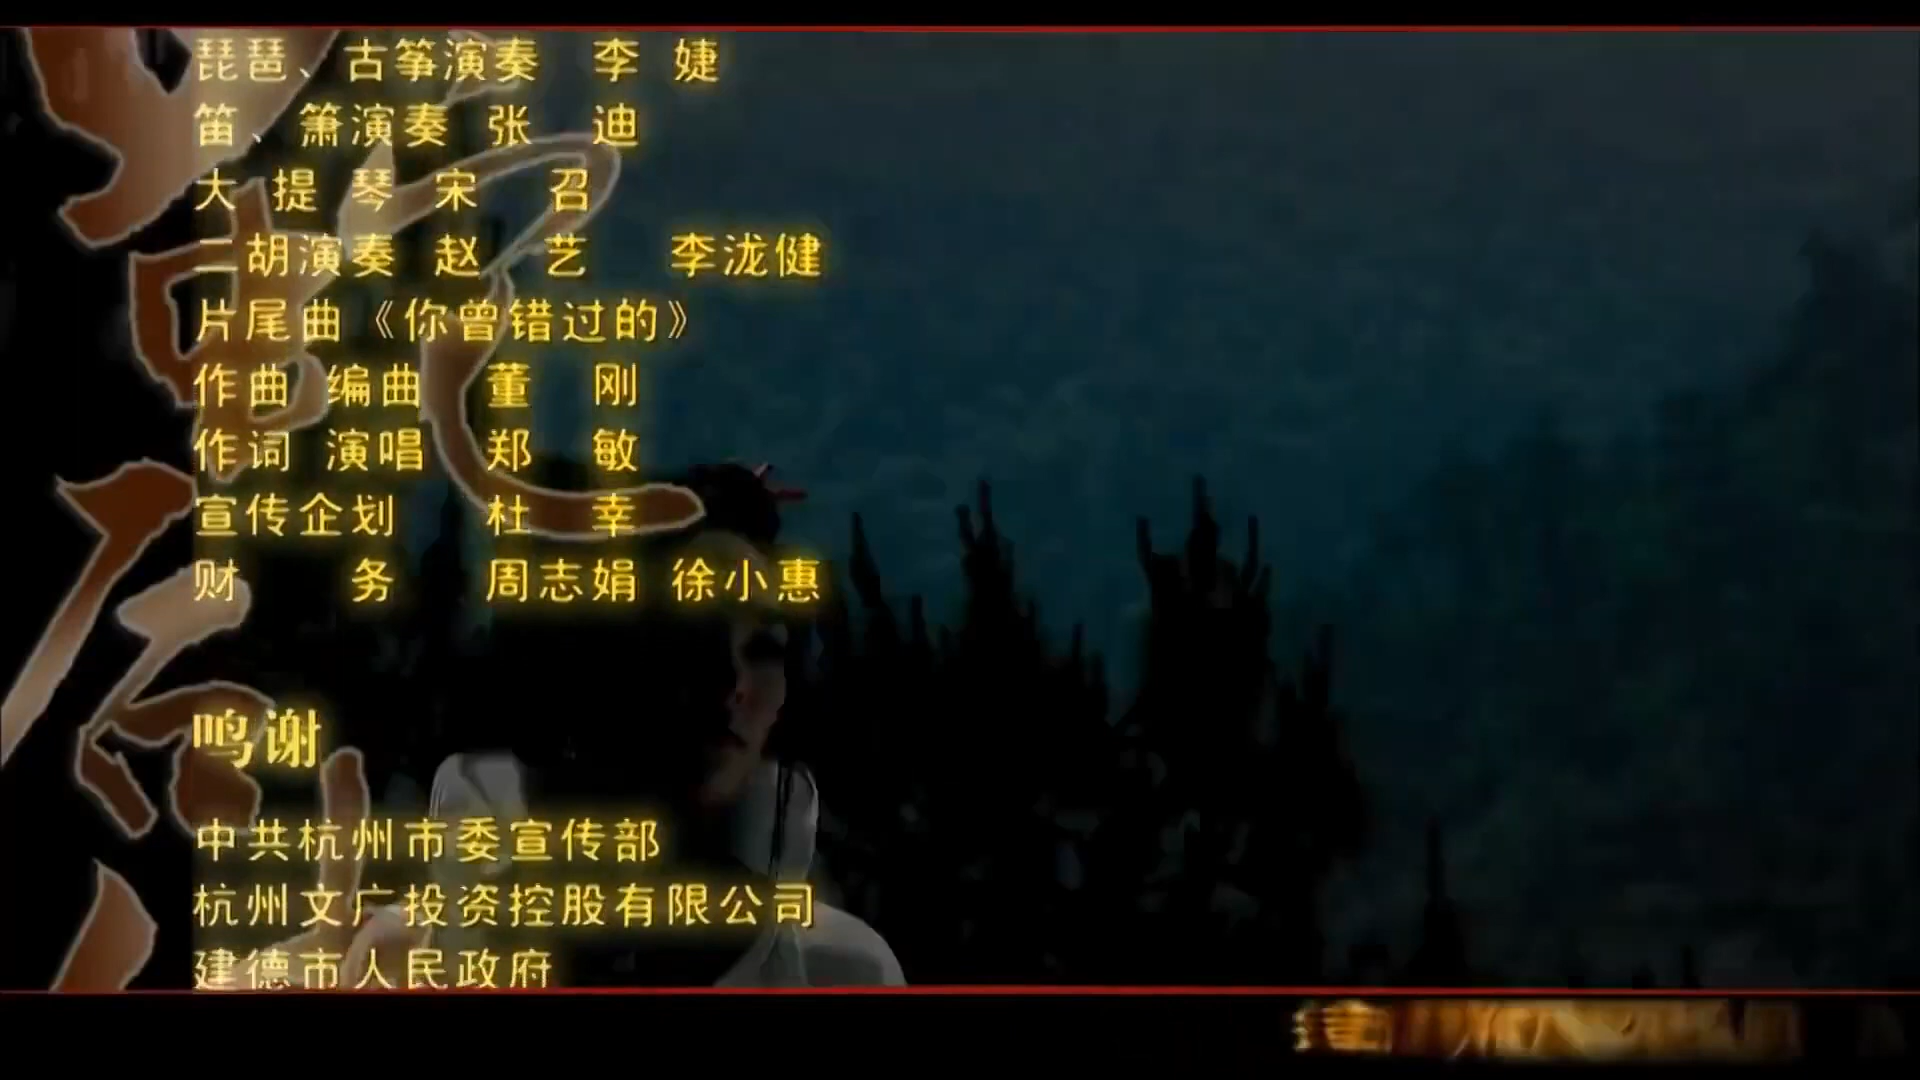 琵琶、古筝演奏 李 婕
笛、箫演奏 张 迪
大 提 琴 宋 召
二胡演奏 赵 艺 李泷健
片尾曲《你曾错过的》
作曲 编曲 董 刚
作词 演唱 郑 敏
宣传企划 杜 幸
财 务 周志娟 徐小惠
鸣谢
中共杭州市委宣传部
杭州文广投资控股有限公司
建德市人民政府